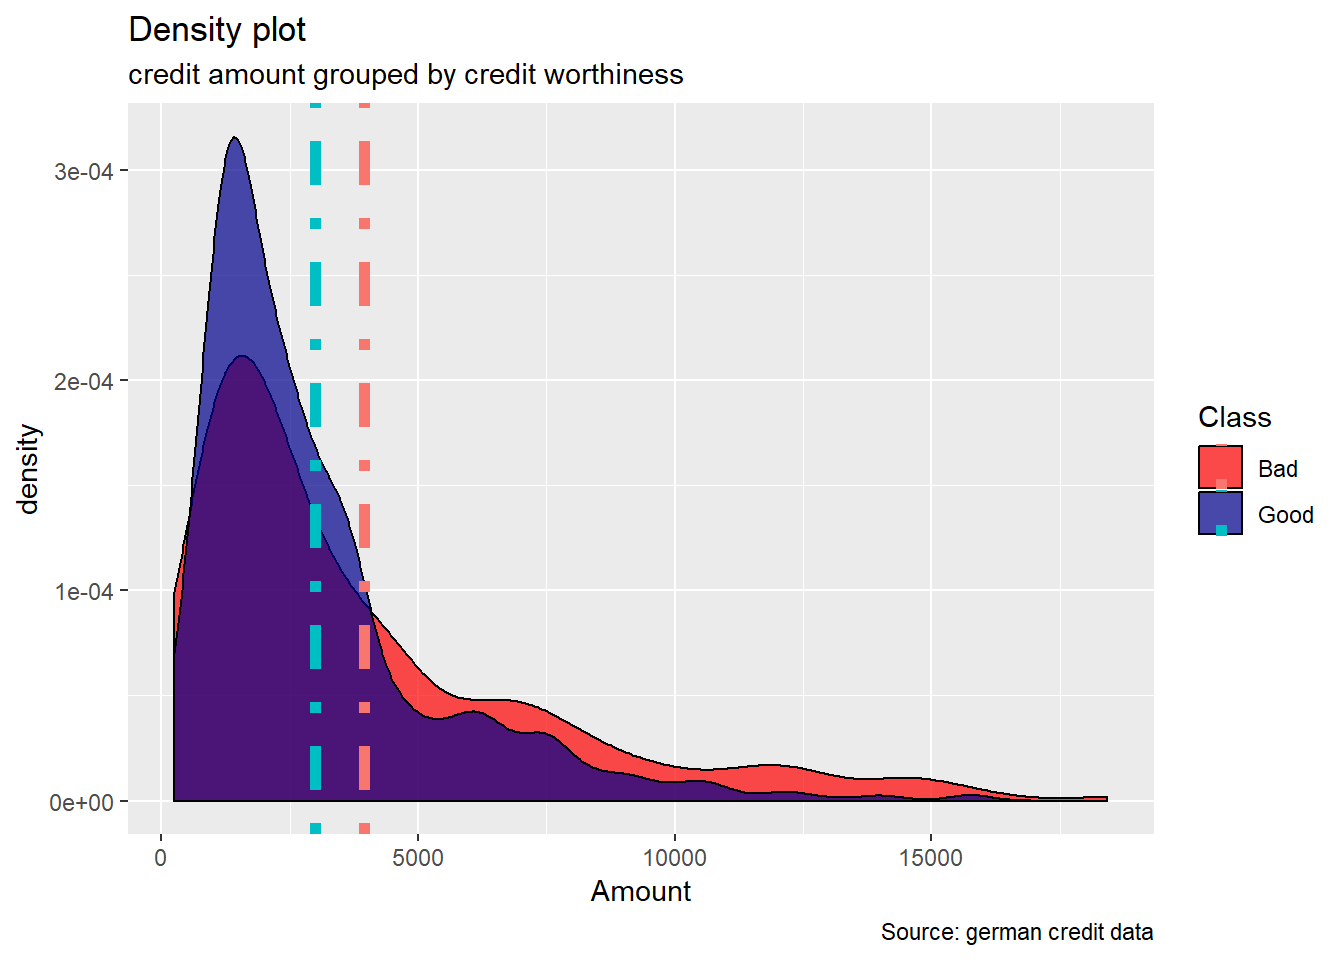 Density plot
credit amount grouped by credit worthiness
3e-04
2e-04
1e-04
0e+00
density
0
5000
10000
15000
Amount
Class
Bad
Good
Source: german credit data